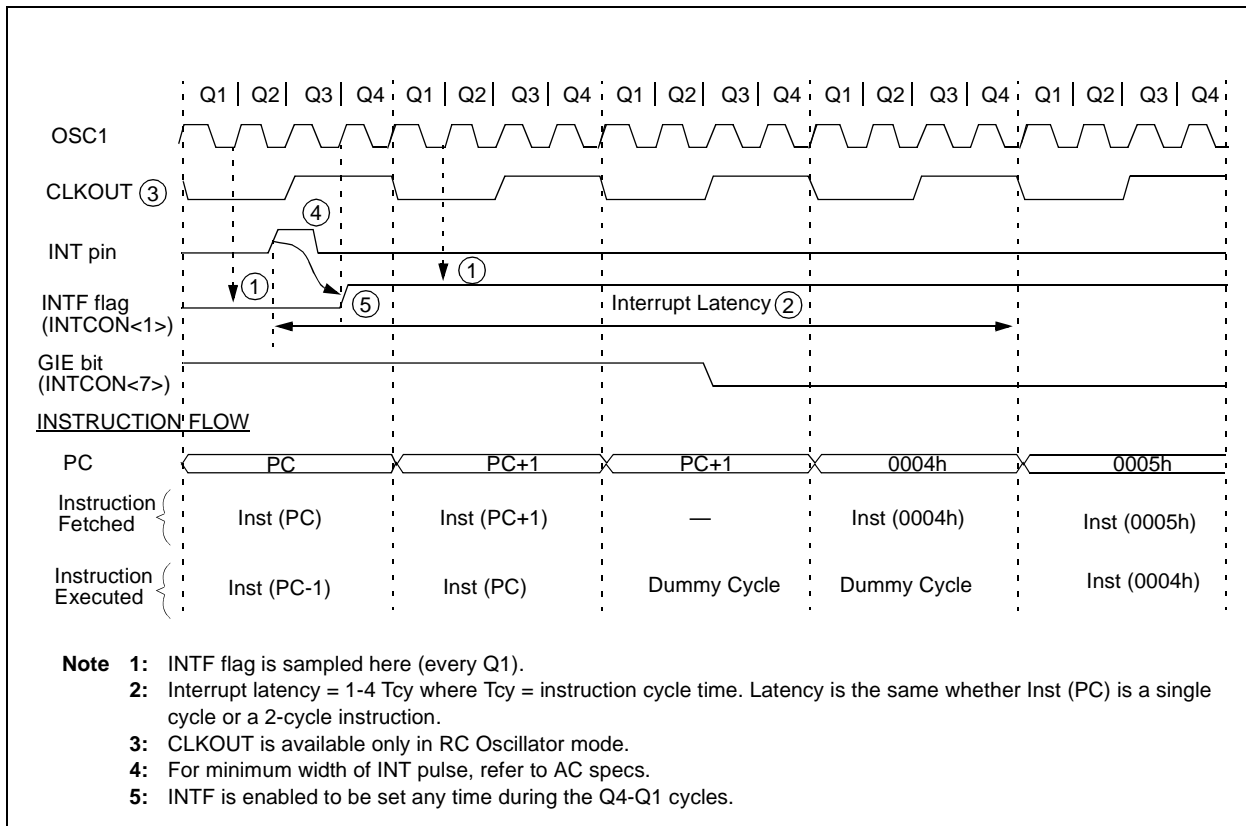 Q1 | Q2 | Q3 | Q4 Q1 | Q2 | Q3 | Q4 Q1 | Q2 | Q3 | Q4 Q1 | Q2 | Q3 | Q4 Q1 | Q2 | Q3 | Q4
OSC1
CLKOUT 3
4
INT pin
1 1
INTF flag
(INTCON<1>)
5
Interrupt Latency 2
GIE bit
(INTCON<7>)
INSTRUCTION FLOW
PC PC PC+1 PC+1 0004h 0005h
Instruction
Fetched
Inst (PC) Inst (PC+1) — Inst (0004h) Inst (0005h)
Instruction
Executed
Inst (PC-1) Inst (PC) Dummy Cycle Dummy Cycle Inst (0004h)
Note 1: INTF flag is sampled here (every Q1).
2: Interrupt latency = 1-4 Tcy where Tcy = instruction cycle time. Latency is the same whether Inst (PC) is a single
cycle or a 2-cycle instruction.
3: CLKOUT is available only in RC Oscillator mode.
4: For minimum width of INT pulse, refer to AC specs.
5: INTF is enabled to be set any time during the Q4-Q1 cycles.